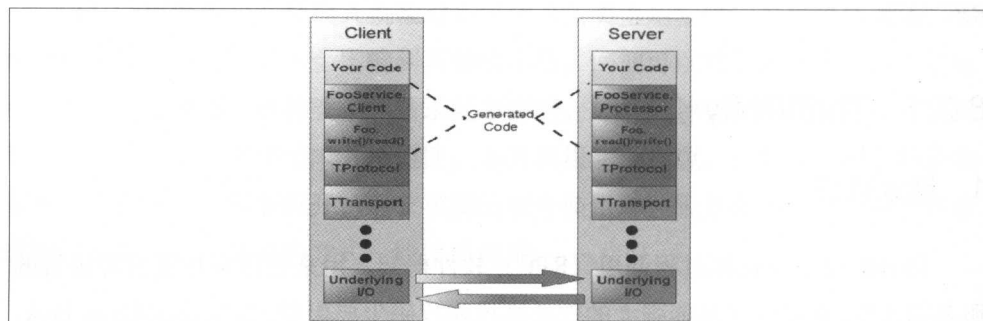 Client
Your Code
FooService.
Client
Foo.
write()/read()
TProtocol
TTransport
Underlying
I/O
Generated
Code
Server
Your Code
FooService.
Processor
Foo.
read()/write()
TProtocol
TTransport
Underlying
I/O